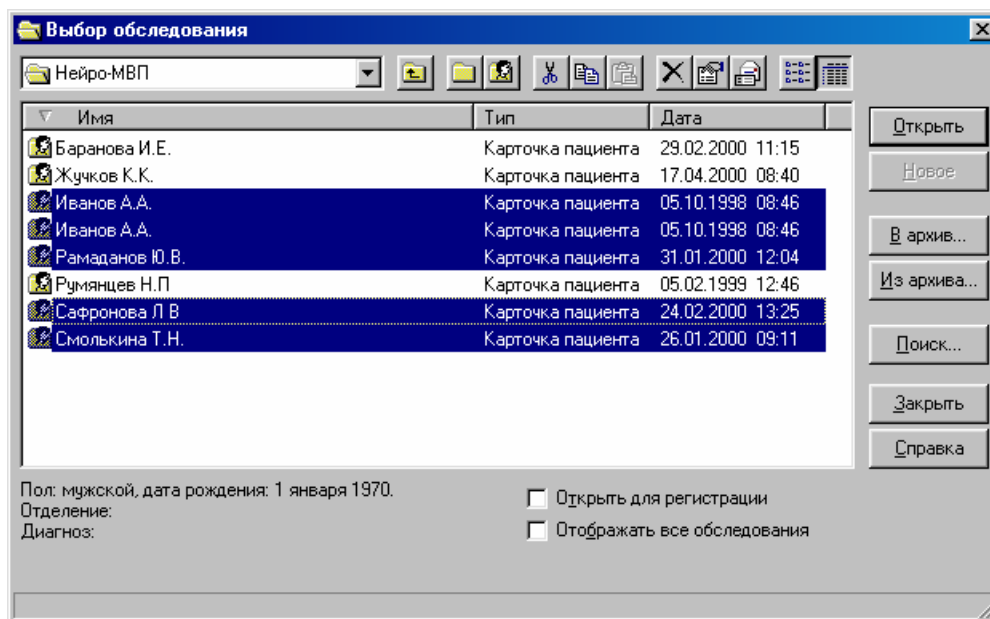 Выбор обследования
Нейро-МВП
Имя Тип Дата
Баранова И.Е. Карточка пациента 29.02.2000 11:15
Жучков К.К. Карточка пациента 17.04.2000 08:40
Иванов А.А. Карточка пациента 05.10.1998 08:46
Иванов А.А. Карточка пациента 05.10.1998 08:46
Рамаданов Ю.В. Карточка пациента 31.01.2000 12:04
Румянцев Н.П Карточка пациента 05.02.1999 12:46
Сафронова Л В Карточка пациента 24.02.2000 13:25
Смолькина Т.Н. Карточка пациента 26.01.2000 09:11
Открыть
Новое
В архив...
Из архива...
Поиск...
Закрыть
Справка
Пол: мужской, дата рождения: 1 января 1970.
Отделение:
Диагноз:
Открыть для регистрации
Отображать все обследования